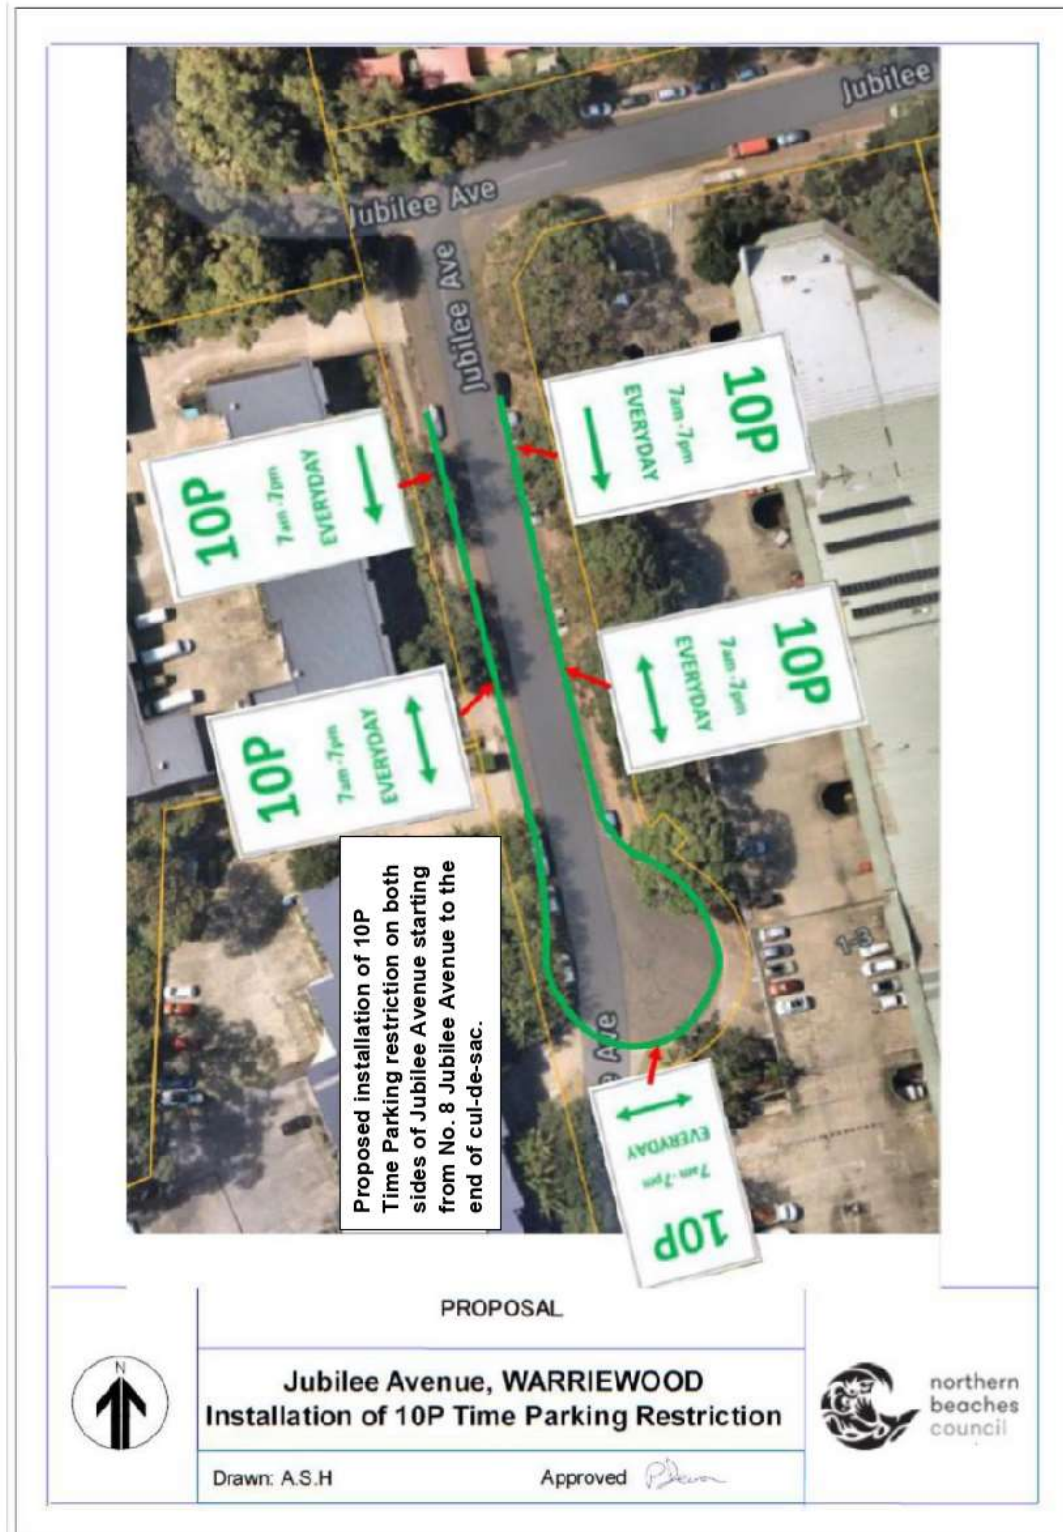 Jubilee
Jubilee Ave
Jubilee Ave
10P
7am-7pm
EVERYDAY
10P
7am-7pm
EVERYDAY
10P
7am-7pm
EVERYDAY
10P
7am-7pm
EVERYDAY
Proposed installation of 10P
Time Parking restriction on both
sides of Jubilee Avenue starting
from No. 8 Jubilee Avenue to the
end of cul-de-sac.
1-3
Ave
10P
7am-7pm
EVERYDAY
PROPOSAL
N
Jubilee Avenue, WARRIEWOOD
Installation of 10P Time Parking Restriction
northern
beaches
council
Drawn: A.S.H
Approved